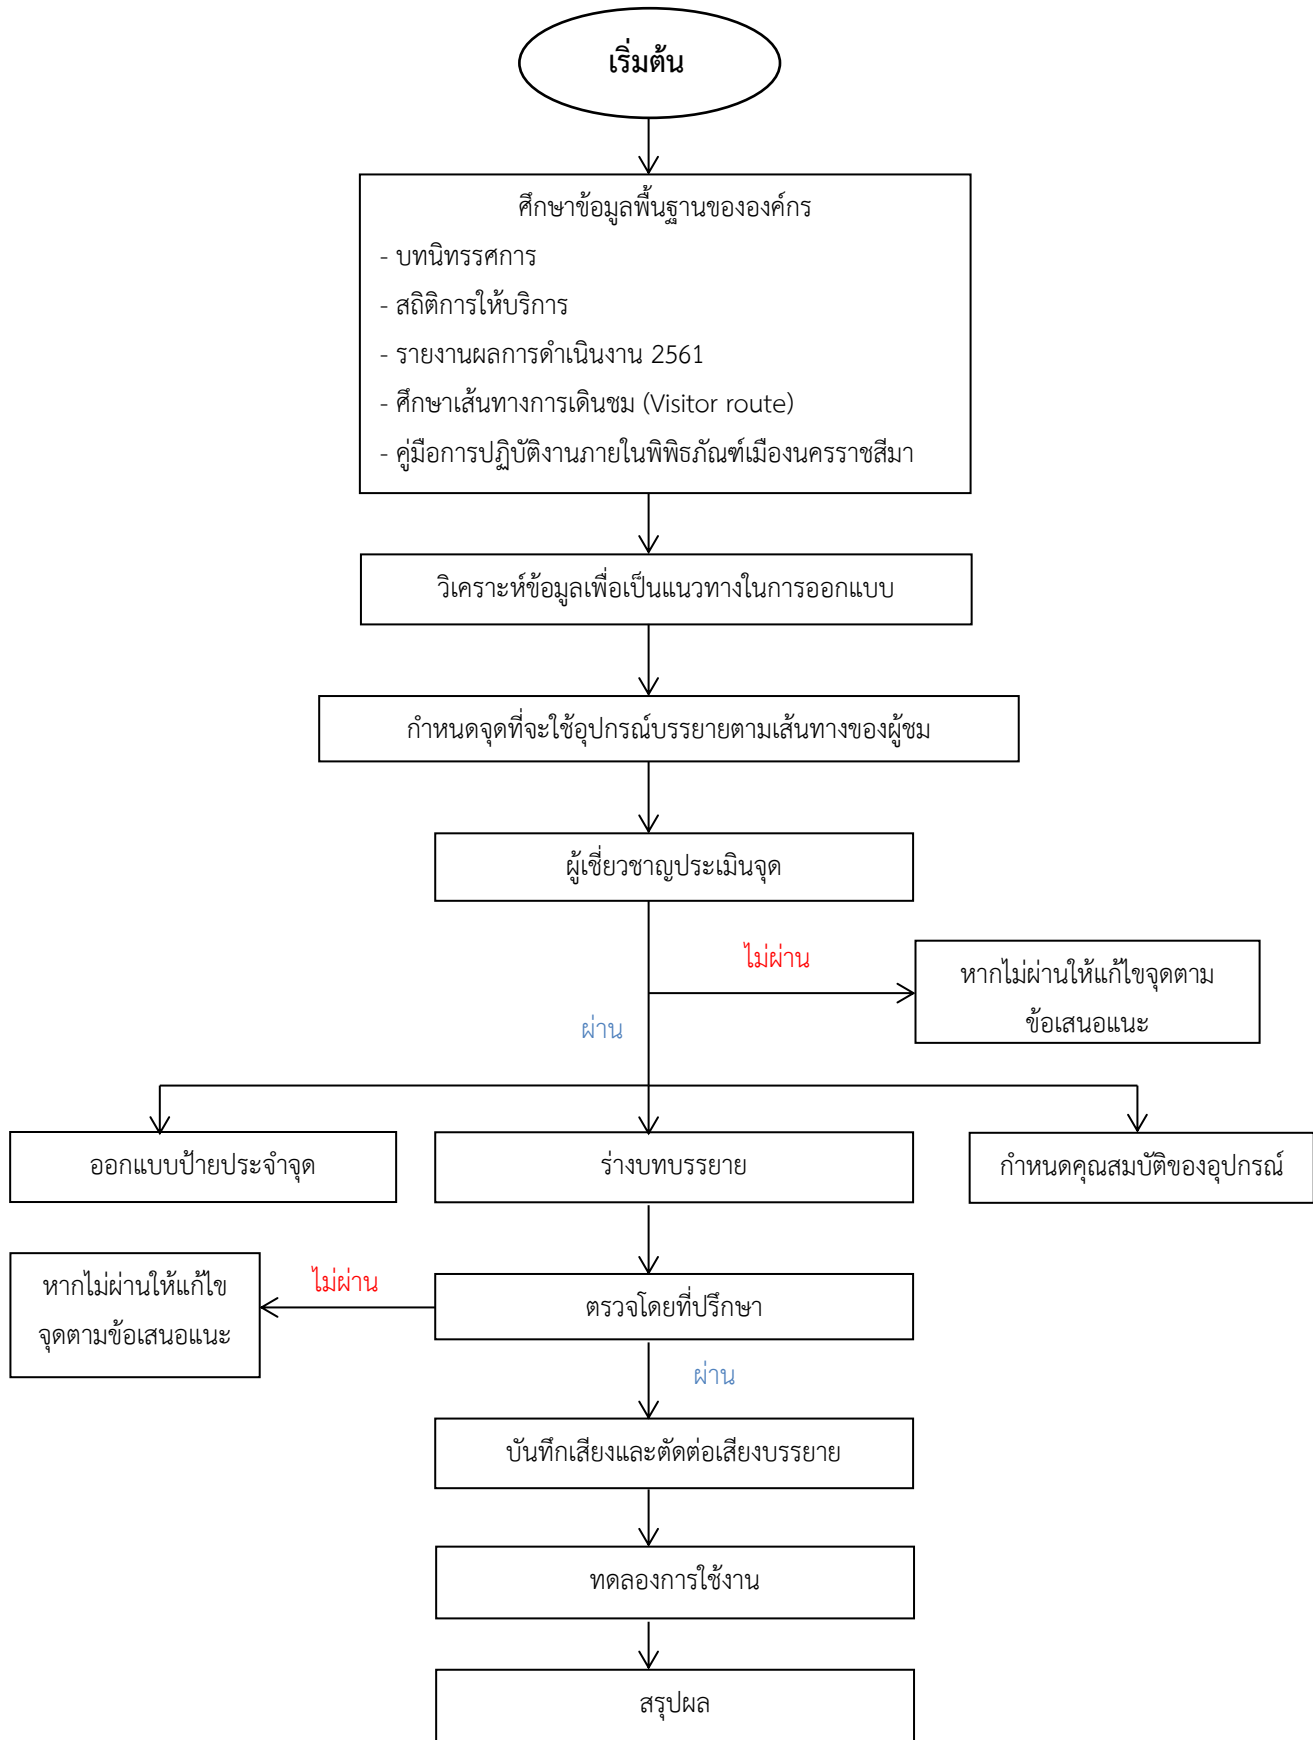 เริ่มต้น
ศึกษาข้อมูลพื้นฐานขององค์กร
- บทนิทรรศการ
- สถิติการให้บริการ
- รายงานผลการดำเนินงาน 2561
- ศึกษาเส้นทางการเดินชม (Visitor route)
- คู่มือการปฏิบัติงานภายในพิพิธภัณฑ์เมืองนครราชสีมา
วิเคราะห์ข้อมูลเพื่อเป็นแนวทางในการออกแบบ
กำหนดจุดที่จะใช้อุปกรณ์บรรยายตามเส้นทางของผู้ชม
ผู้เชี่ยวชาญประเมินจุด
ไม่ผ่าน
หากไม่ผ่านให้แก้ไขจุดตาม
ข้อเสนอแนะ
ผ่าน
ออกแบบป้ายประจำจุด
ร่างบทบรรยาย
กำหนดคุณสมบัติของอุปกรณ์
หากไม่ผ่านให้แก้ไข
จุดตามข้อเสนอแนะ
ไม่ผ่าน
ตรวจโดยที่ปรึกษา
ผ่าน
บันทึกเสียงและตัดต่อเสียงบรรยาย
ทดลองการใช้งาน
สรุปผล